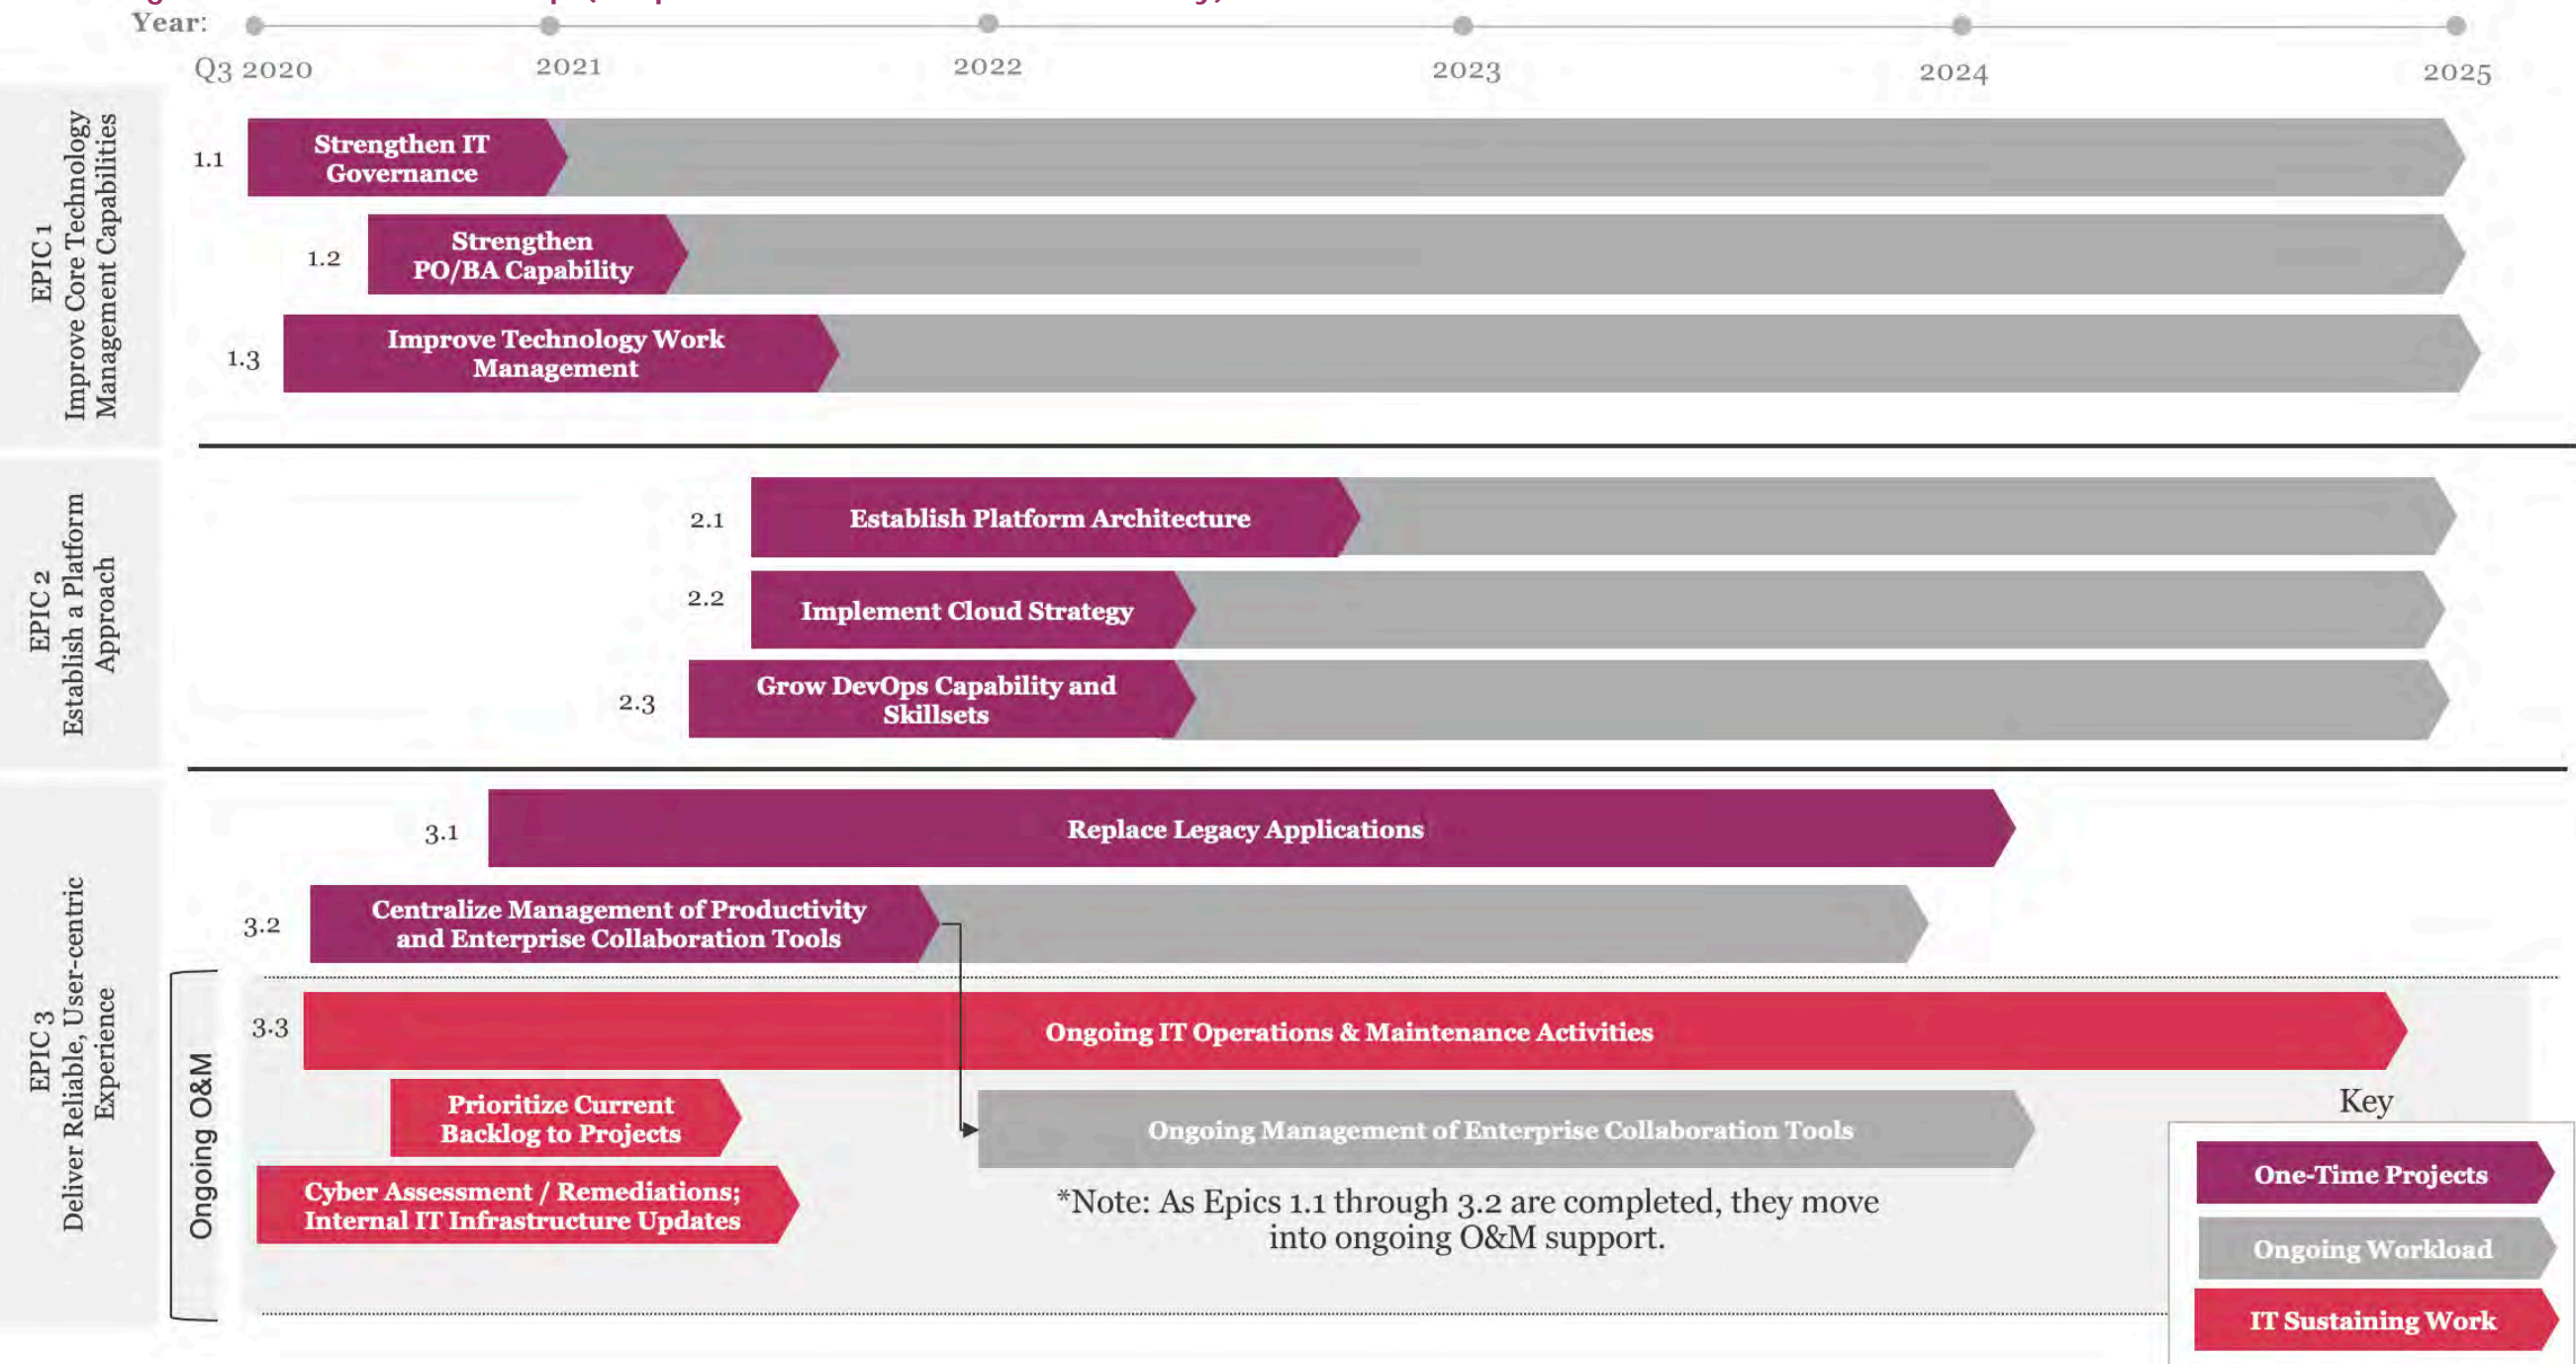 Year:
Q3 2020
2021
2022
2023
2024
2025
EPIC 1
Improve Core Technology
Management Capabilities
1.1
Strengthen IT
Governance
1.2
Strengthen
PO/BA Capability
1.3
Improve Technology Work
Management
EPIC 2
Establish a Platform
Approach
2.1
Establish Platform Architecture
2.2
Implement Cloud Strategy
2.3
Grow DevOps Capability and
Skillsets
EPIC 3
Deliver Reliable, User-centric
Experience
3.1
Replace Legacy Applications
3.2
Centralize Management of Productivity
and Enterprise Collaboration Tools
Ongoing O&M
3.3
Ongoing IT Operations & Maintenance Activities
Prioritize Current
Backlog to Projects
Ongoing Management of Enterprise Collaboration Tools
Cyber Assessment / Remediations;
Internal IT Infrastructure Updates
*Note: As Epics 1.1 through 3.2 are completed, they move
into ongoing O&M support.
Key
One-Time Projects
Ongoing Workload
IT Sustaining Work